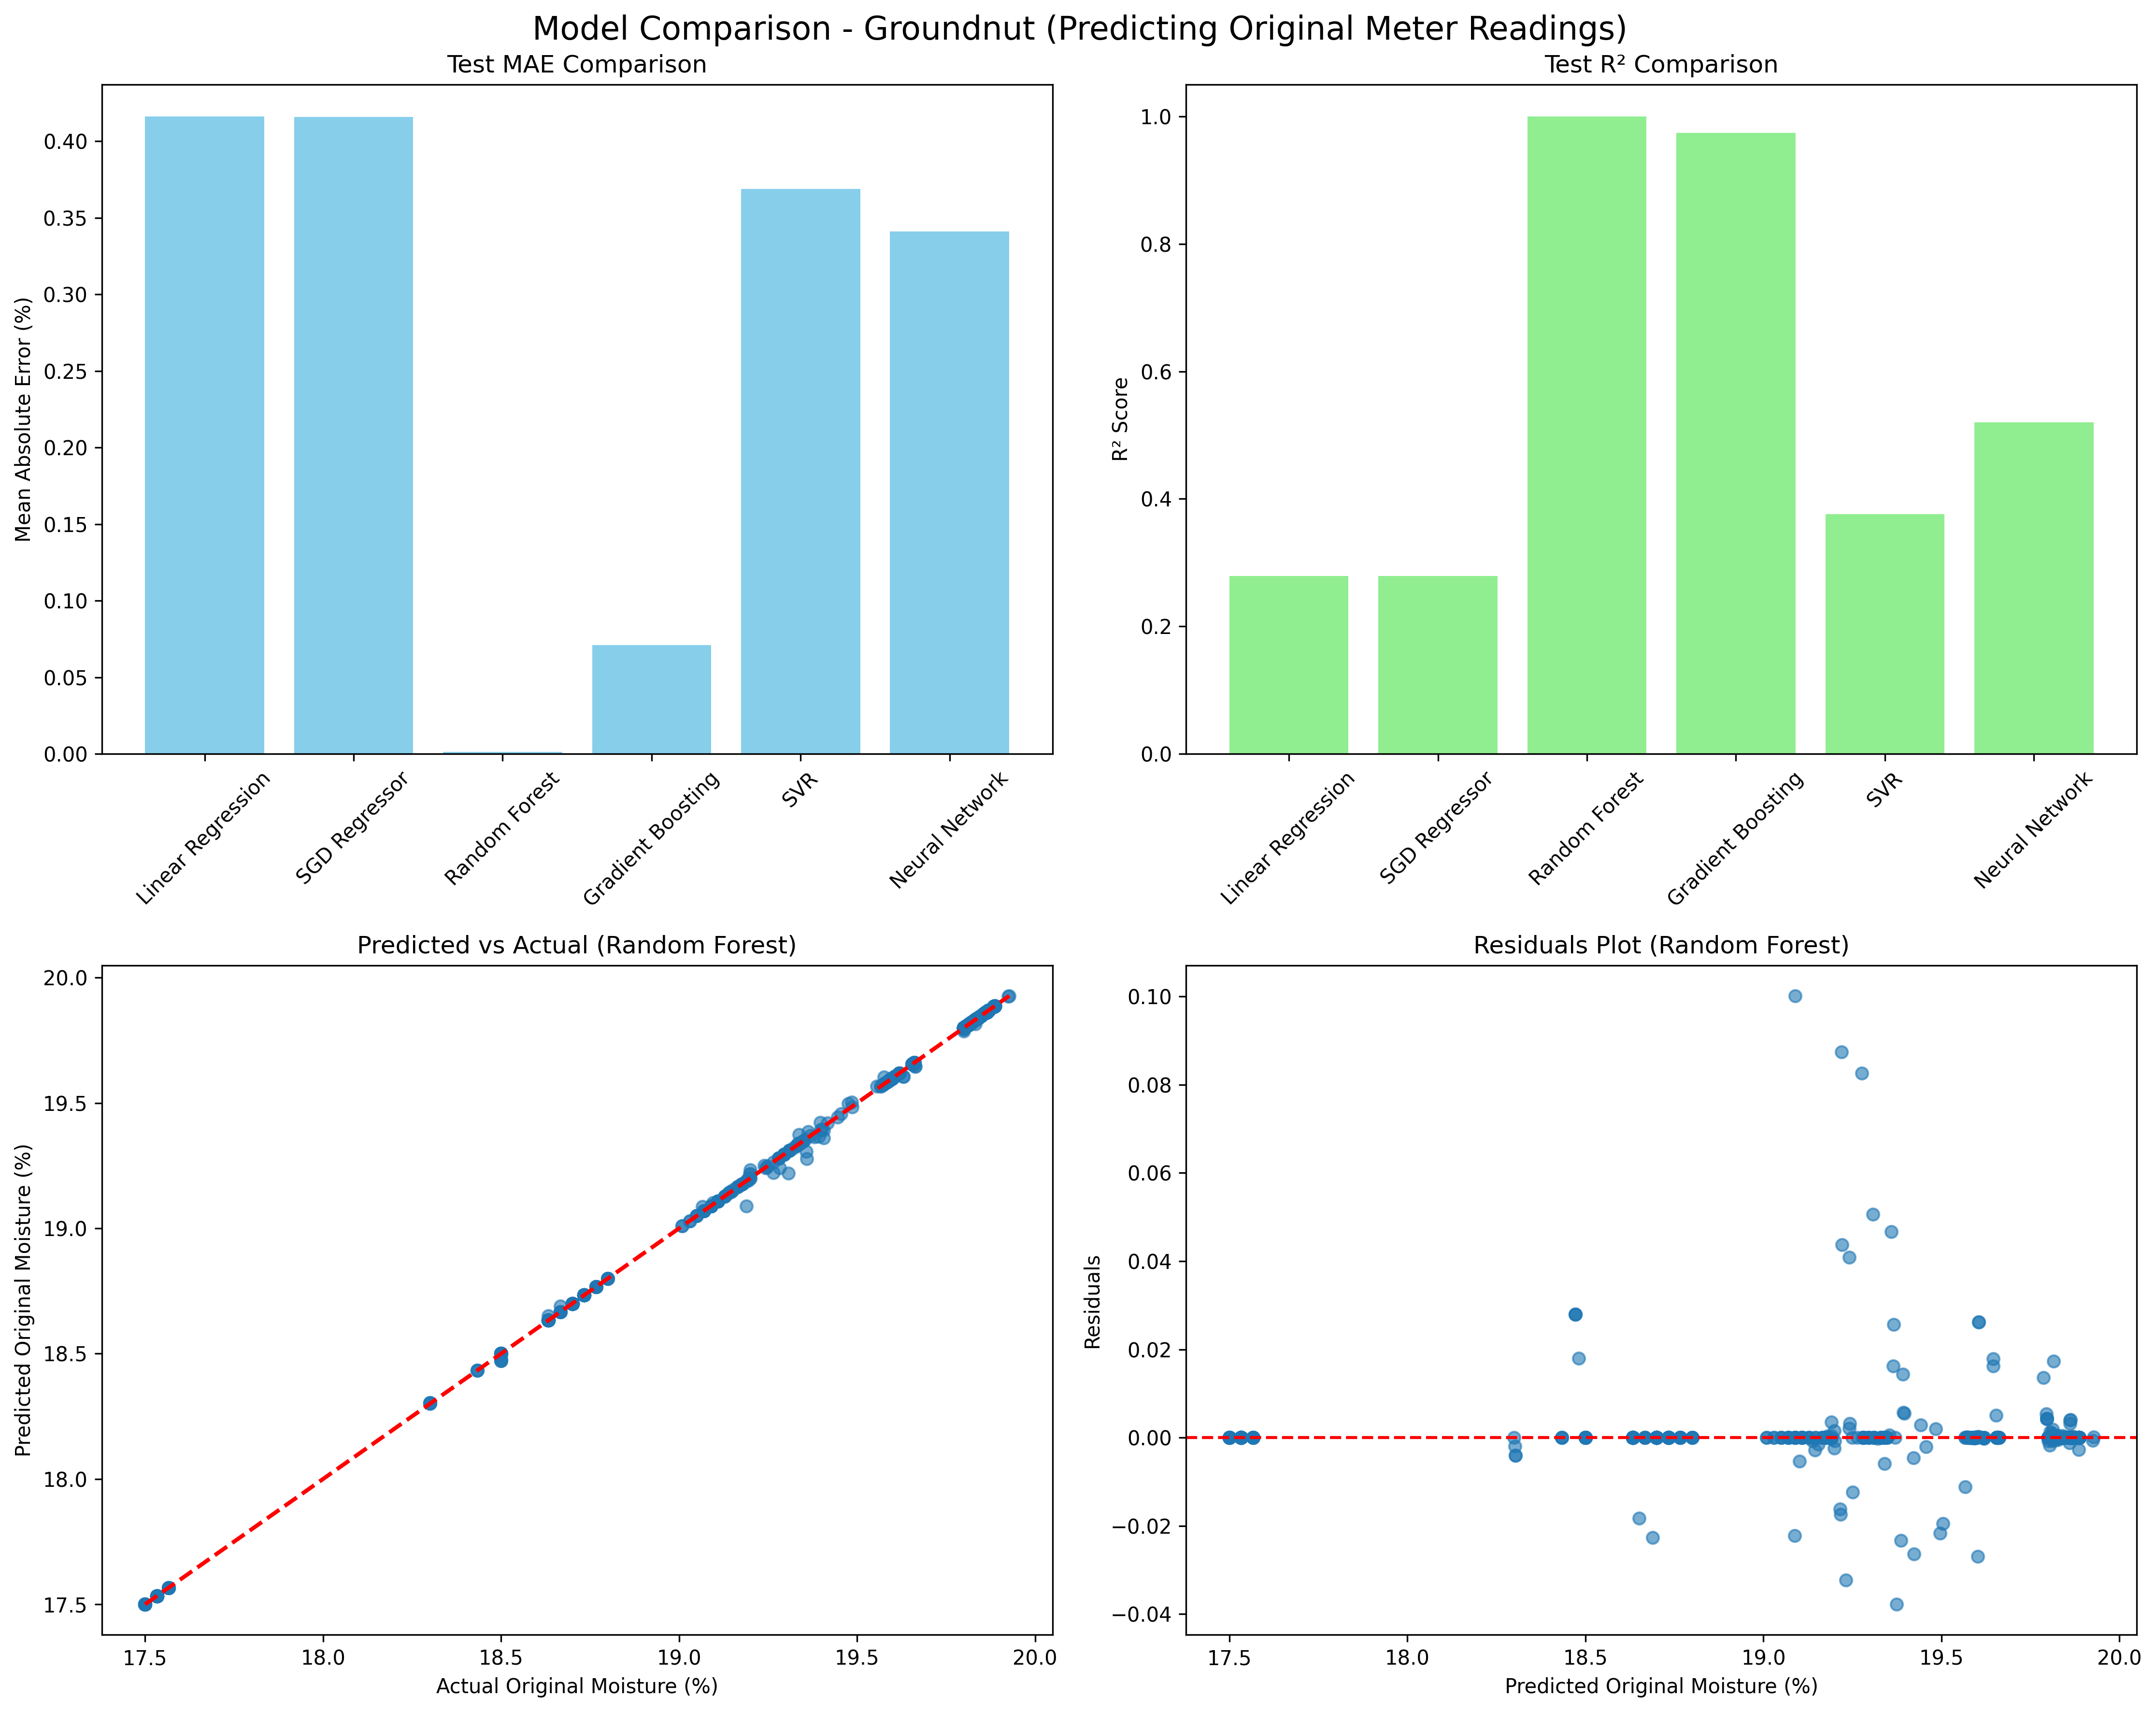 Model Comparison - Groundnut (Predicting Original Meter Readings)
Test MAE Comparison
Mean Absolute Error (%)
0.40
0.35
0.30
0.25
0.20
0.15
0.10
0.05
0.00
Linear Regression
SGD Regressor
Random Forest
Gradient Boosting
SVR
Neural Network
Test R² Comparison
R² Score
1.0
0.8
0.6
0.4
0.2
0.0
Linear Regression
SGD Regressor
Random Forest
Gradient Boosting
SVR
Neural Network
Predicted vs Actual (Random Forest)
Predicted Original Moisture (%)
20.0
19.5
19.0
18.5
18.0
17.5
17.5
18.0
18.5
19.0
19.5
20.0
Actual Original Moisture (%)
Residuals Plot (Random Forest)
Residuals
0.10
0.08
0.06
0.04
0.02
0.00
−0.02
−0.04
17.5
18.0
18.5
19.0
19.5
20.0
Predicted Original Moisture (%)